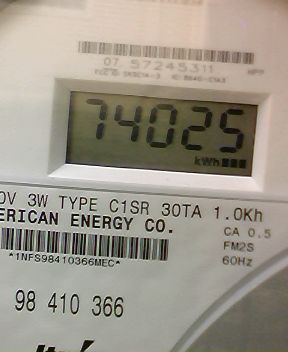 07 57245311
74025
kWh
0V 3W TYPE C1SR 30TA 1.0Kh
ERICAN ENERGY CO.
CA 0.5
FM2S
*1NFS98410366MEC*
60Hz
98 410 366